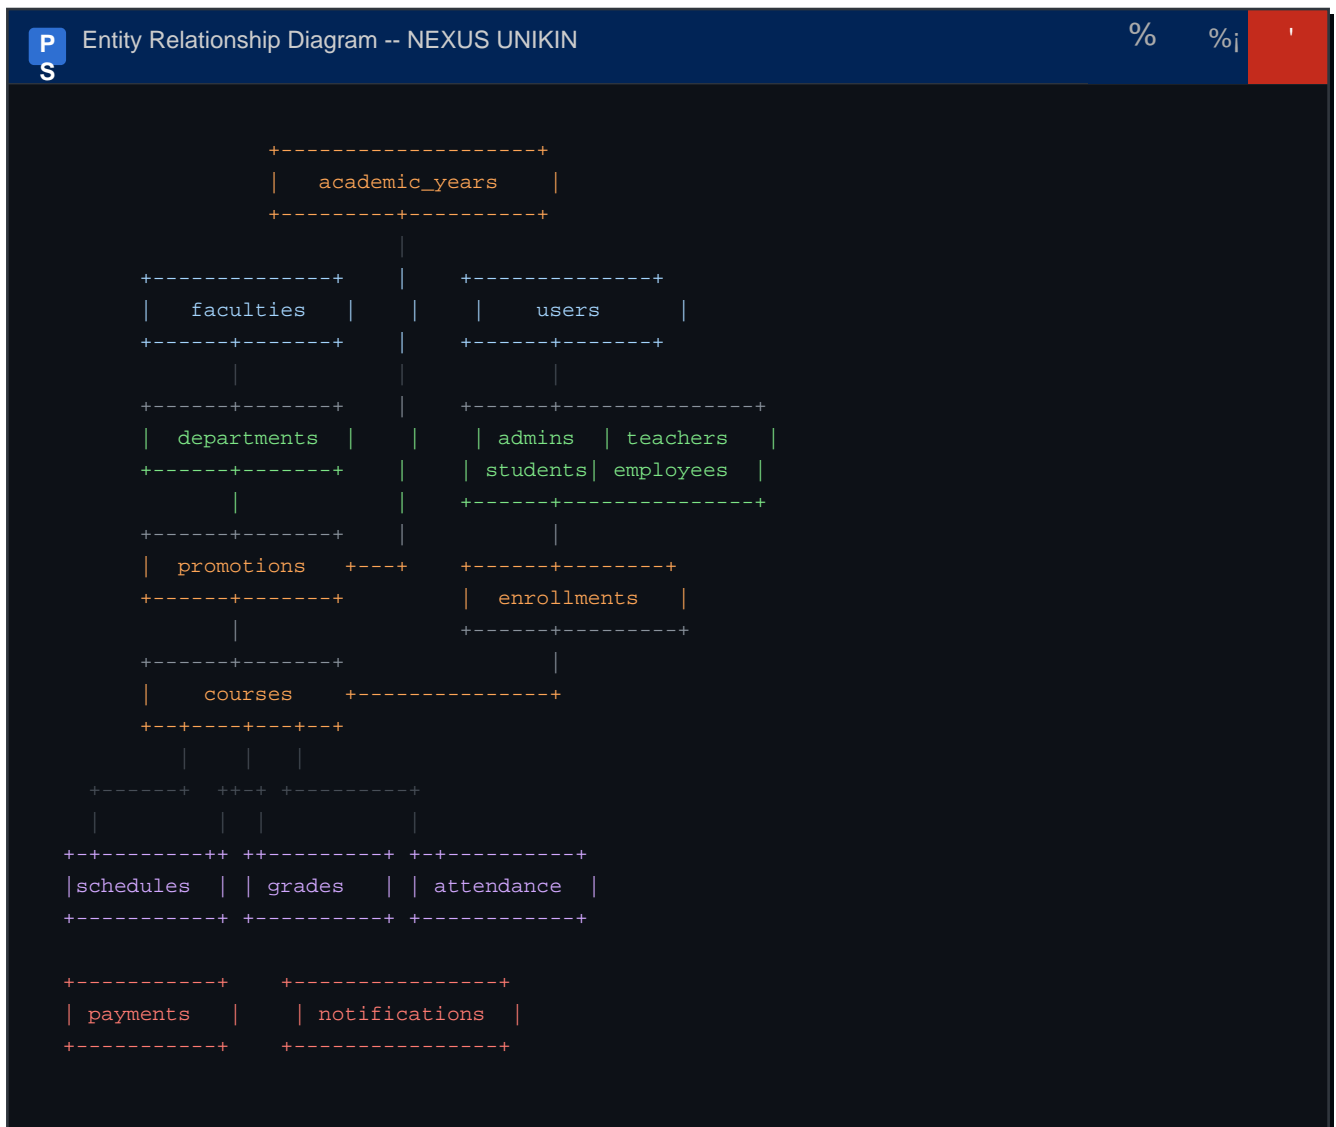 P
S
Entity Relationship Diagram -- NEXUS UNIKIN
% %¡ '
+--------------------+
|   academic_years    |
+---------+----------+
|
+--------------+    |    +--------------+
|   faculties   |    |    |    users      |
+------+-------+    |    +------+-------+
|            |           |
+------+-------+    |    +------+---------------+
|  departments  |    |    | admins  | teachers   |
+------+-------+    |    | students| employees  |
|            |    +------+---------------+
+------+-------+    |           |
|  promotions   +---+    +------+--------+
+------+-------+         |  enrollments   |
|                 +------+---------+
+------+-------+                |
|    courses    +---------------+
+--+----+---+--+
|    |   |
+------+  ++-+ +---------+
|         |  |           |
+-+--------++ ++---------+ +-+----------+
|schedules  | | grades   | | attendance  |
+-----------+ +----------+ +------------+
+-----------+    +----------------+
| payments   |    | notifications  |
+-----------+    +----------------+